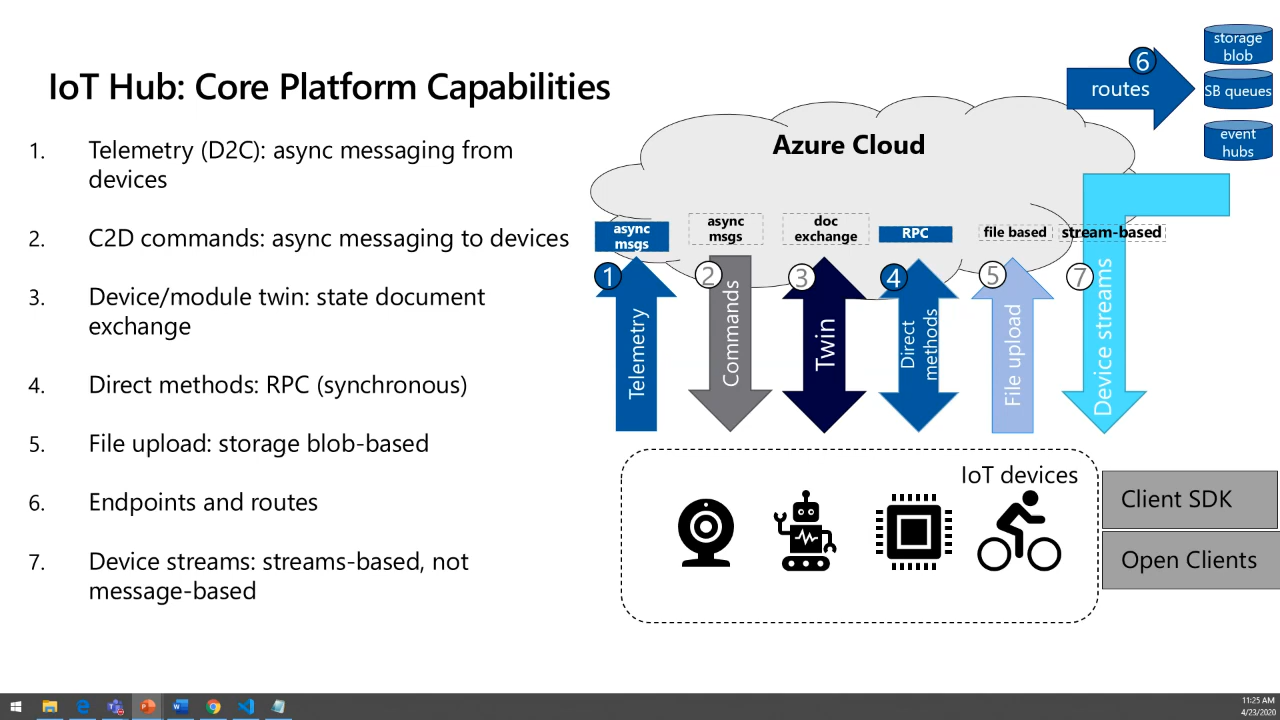 IoT Hub: Core Platform Capabilities
1. Telemetry (D2C): async messaging from
devices
2. C2D commands: async messaging to devices
3. Device/module twin: state document
exchange
4. Direct methods: RPC (synchronous)
5. File upload: storage blob-based
6. Endpoints and routes
7. Device streams: streams-based, not
message-based
6
routes
storage
blob
SB queues
event
hubs
Azure Cloud
async
msgs
async
msgs
doc
exchange
RPC
file based
stream-based
1
2
3
4
5
7
Telemetry
Commands
Twin
Direct
methods
File upload
Device streams
IoT devices
Client SDK
Open Clients
11:25 AM
4/23/2020